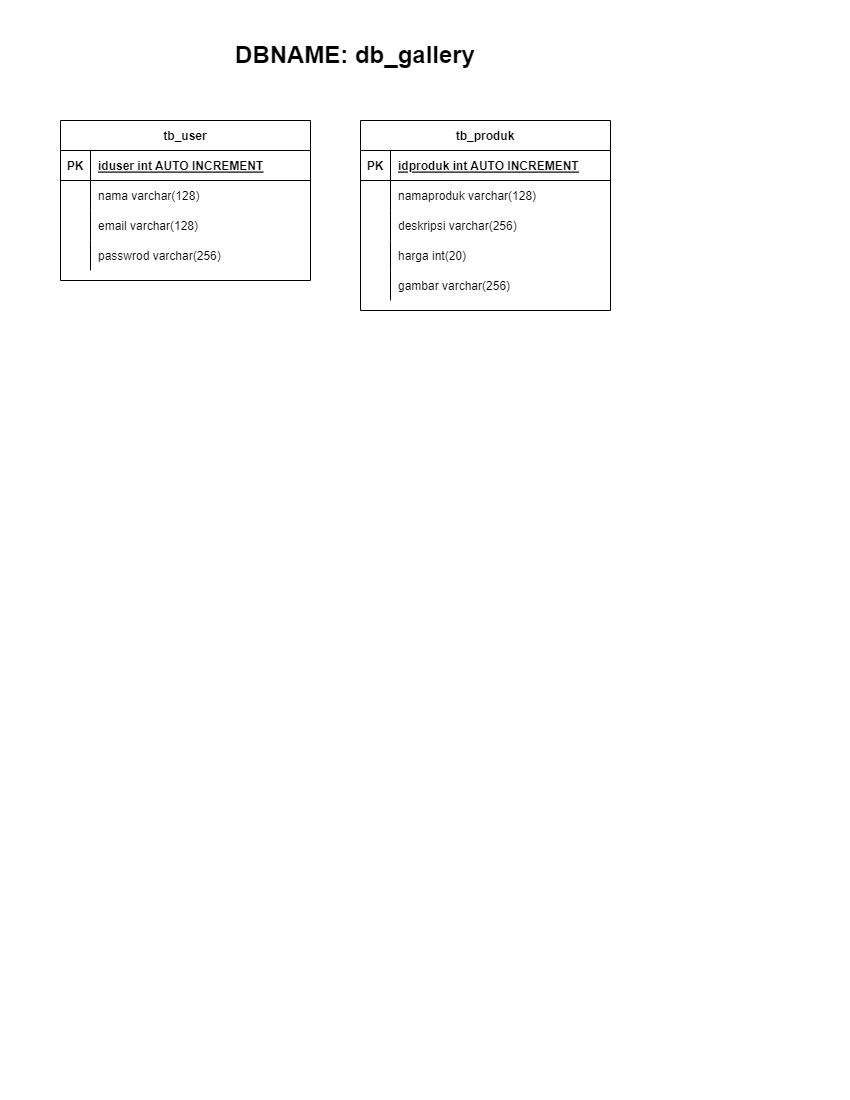 DBNAME: db_gallery
tb_user
PK iduser int AUTO INCREMENT
nama varchar(128)
email varchar(128)
passwrod varchar(256)
tb_produk
PK idproduk int AUTO INCREMENT
namaproduk varchar(128)
deskripsi varchar(256)
harga int(20)
gambar varchar(256)